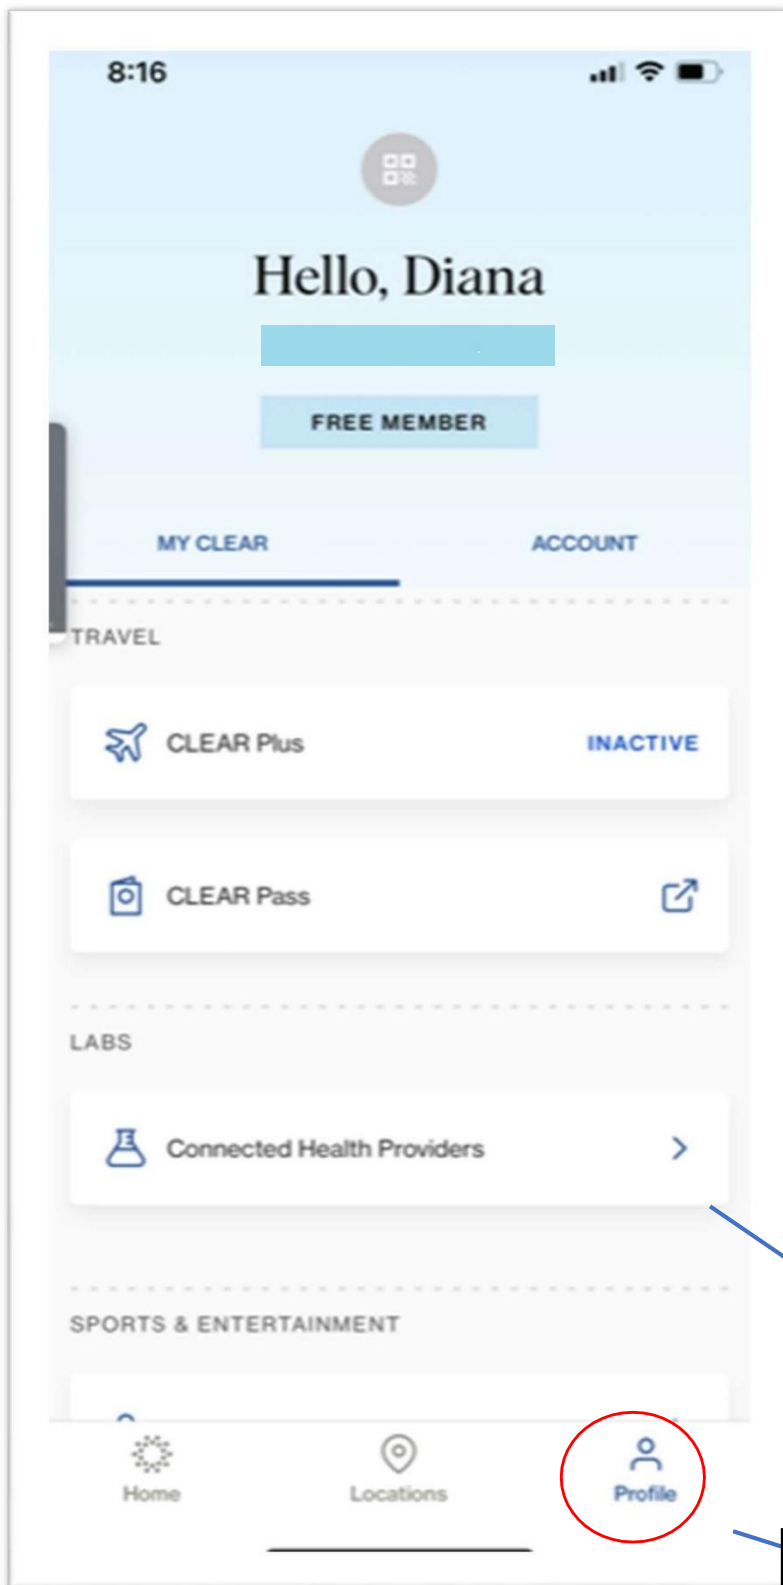 8:16
Hello, Diana
FREE MEMBER
MY CLEAR
ACCOUNT
TRAVEL
CLEAR Plus
INACTIVE
CLEAR Pass
LABS
Connected Health Providers
SPORTS & ENTERTAINMENT
Home
Locations
Profile